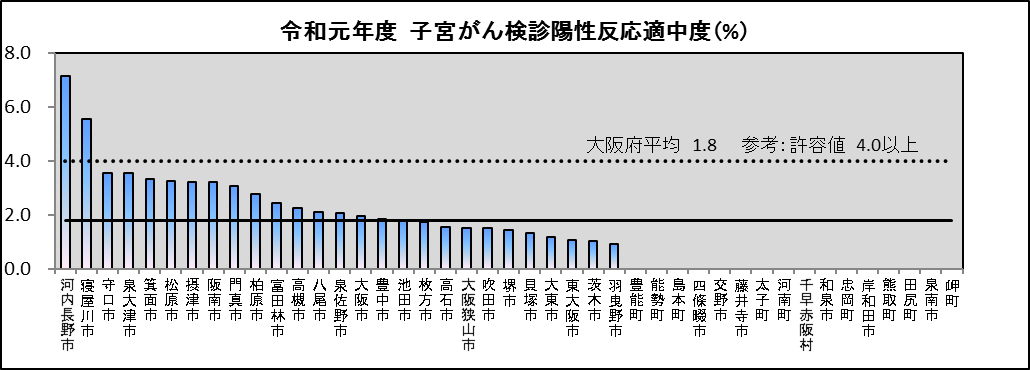 令和元年度 子宮がん検診陽性反応適中度(%)
8.0
6.0
4.0
2.0
0.0
大阪府平均 1.8 参考：許容値 4.0以上
河内長野市
寝屋川市
守口市
泉大津市
箕面市
松原市
摂津市
阪南市
門真市
柏原市
富田林市
高槻市
八尾市
泉佐野市
大阪市
豊中市
池田市
枚方市
高石市
大阪狭山市
吹田市
堺市
貝塚市
大東市
東大阪市
茨木市
羽曳野市
豊能町
能勢町
島本町
四條畷市
交野市
藤井寺市
太子町
河南町
千早赤阪村
和泉市
忠岡町
岸和田市
熊取町
田尻町
泉南市
岬町